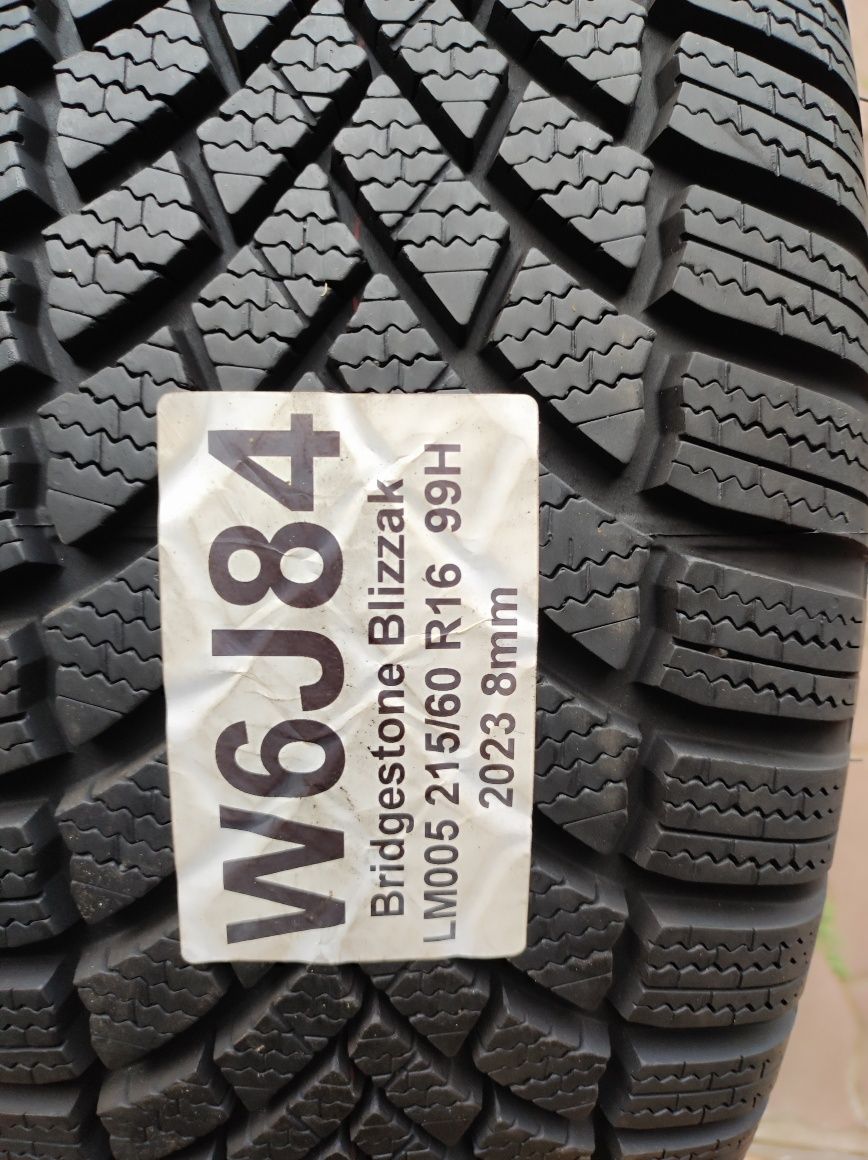 W6J84
Bridgestone Blizzak
LM005 215/60 R16 99H
2023 8mm